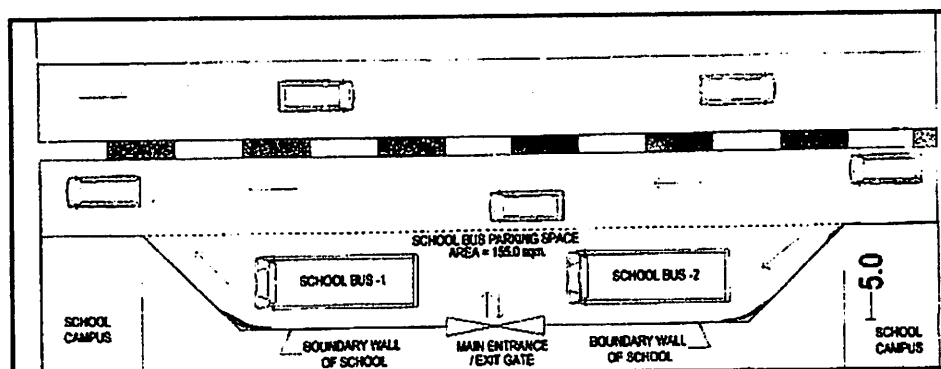 SCHOOL BUS PARKING SPACE
AREA = 155.0 sqm.
SCHOOL BUS -1
SCHOOL BUS -2
5.0
SCHOOL
CAMPUS
BOUNDARY WALL
OF SCHOOL
MAIN ENTRANCE
/ EXIT GATE
BOUNDARY WALL
OF SCHOOL
SCHOOL
CAMPUS